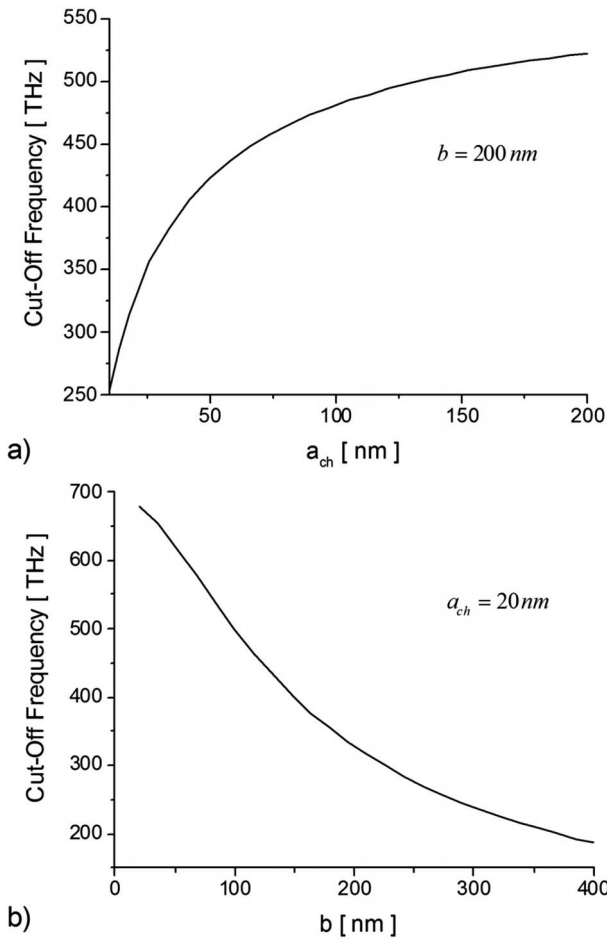 550
500
450
400
350
300
250
Cut-Off Frequency [ THz ]
b = 200 nm
50
100
150
200
a)
a_ch [ nm ]
700
600
500
400
300
200
Cut-Off Frequency [ THz ]
a_ch = 20 nm
0
100
200
300
400
b)
b [ nm ]